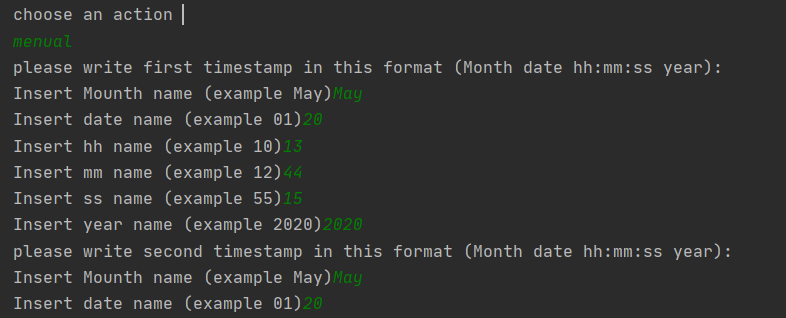 choose an action
menual
please write first timestamp in this format (Month date hh:mm:ss year):
Insert Mounth name (example May)May
Insert date name (example 01)20
Insert hh name (example 10)13
Insert mm name (example 12)44
Insert ss name (example 55)15
Insert year name (example 2020)2020
please write second timestamp in this format (Month date hh:mm:ss year):
Insert Mounth name (example May)May
Insert date name (example 01)20